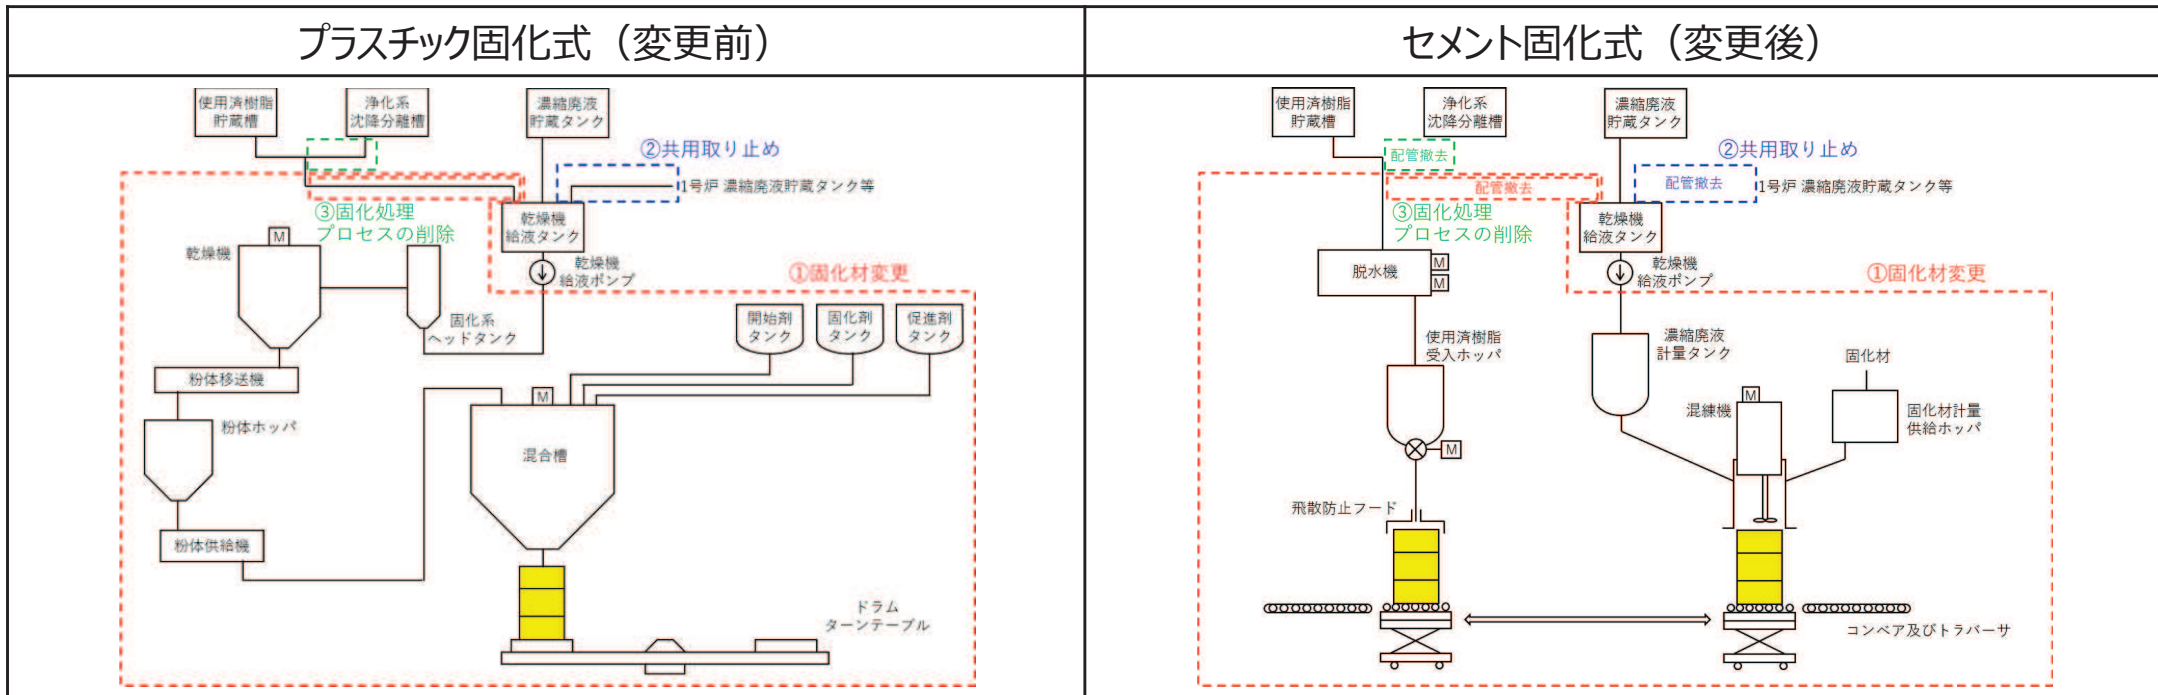 プラスチック固化式（変更前）
使用済樹脂
貯蔵槽
浄化系
沈降分離槽
濃縮廃液
貯蔵タンク
②共用取り止め
1号炉 濃縮廃液貯蔵タンク等
③固化処理
プロセスの削除
乾燥機
給液タンク
M
乾燥機
乾燥機
給液ポンプ
①固化材変更
固化系
ヘッドタンク
開始剤
タンク
固化剤
タンク
促進剤
タンク
粉体移送機
M
粉体ホッパ
混合槽
粉体供給機
ドラム
ターンテーブル
セメント固化式（変更後）
使用済樹脂
貯蔵槽
浄化系
沈降分離槽
濃縮廃液
貯蔵タンク
配管撤去
②共用取り止め
配管撤去
配管撤去
1号炉 濃縮廃液貯蔵タンク等
③固化処理
プロセスの削除
乾燥機
給液タンク
脱水機
M
M
乾燥機
給液ポンプ
①固化材変更
使用済樹脂
受入ホッパ
濃縮廃液
計量タンク
固化材
M
混練機
固化材計量
供給ホッパ
M
飛散防止フード
コンベア及びトラバーサ